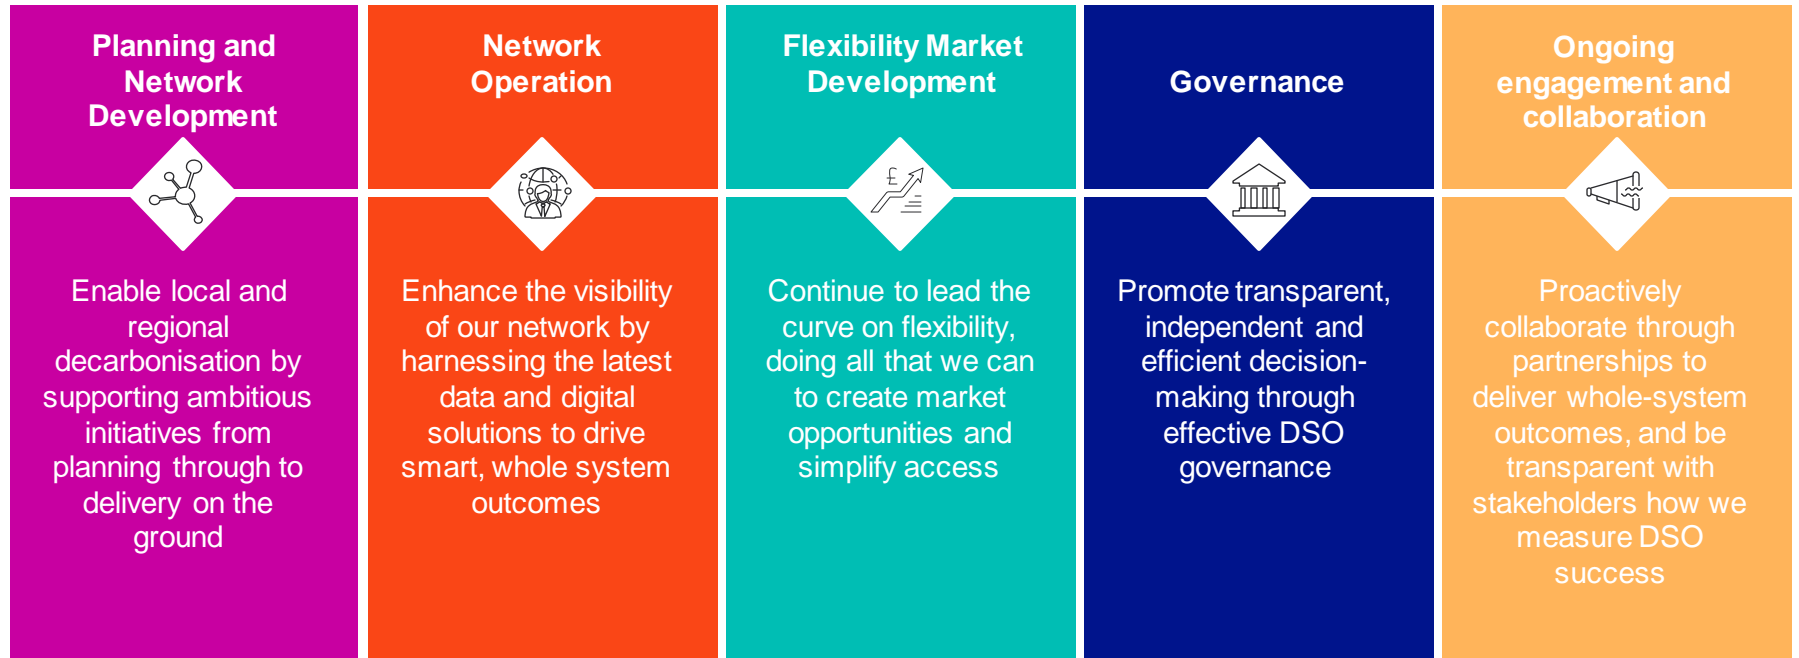 Planning and
Network
Development
Enable local and
regional
decarbonisation by
supporting ambitious
initiatives from
planning through to
delivery on the
ground
Network
Operation
Enhance the visibility
of our network by
harnessing the latest
data and digital
solutions to drive
smart, whole system
outcomes
Flexibility Market
Development
£
Continue to lead the
curve on flexibility,
doing all that we can
to create market
opportunities and
simplify access
Governance
Promote transparent,
independent and
efficient decision-
making through
effective DSO
governance
Ongoing
engagement and
collaboration
Proactively
collaborate through
partnerships to
deliver whole-system
outcomes, and be
transparent with
stakeholders how we
measure DSO
success